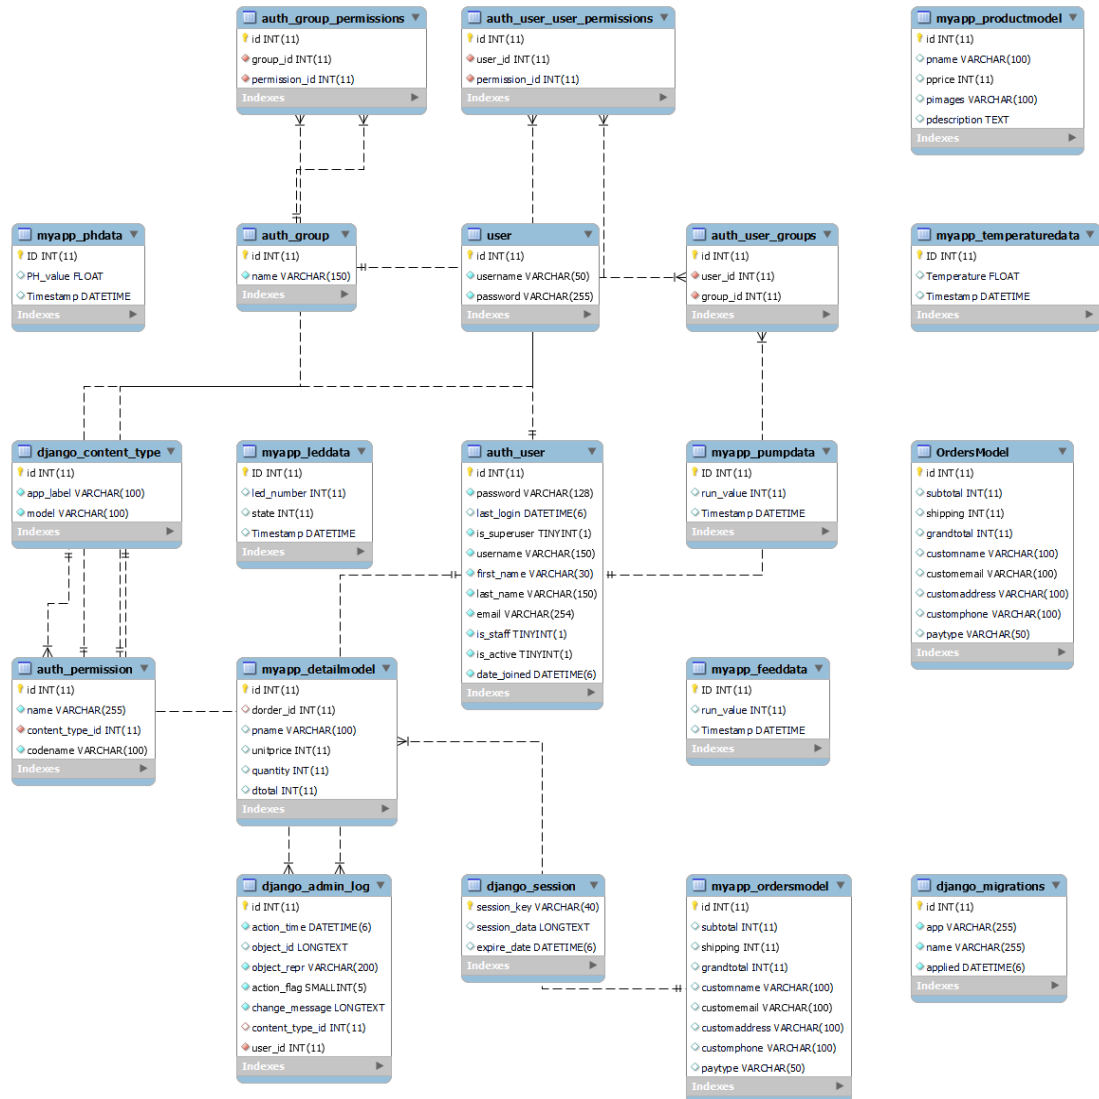 auth_group_permissions
id INT(11)
group_id INT(11)
permission_id INT(11)
Indexes
auth_user_user_permissions
id INT(11)
user_id INT(11)
permission_id INT(11)
Indexes
myapp_productmodel
id INT(11)
pname VARCHAR(100)
pprice INT(11)
pimages VARCHAR(100)
pdescription TEXT
Indexes
myapp_phdata
ID INT(11)
PH_value FLOAT
Timestamp DATETIME
Indexes
auth_group
id INT(11)
name VARCHAR(150)
Indexes
user
id INT(11)
username VARCHAR(50)
password VARCHAR(255)
Indexes
auth_user_groups
id INT(11)
user_id INT(11)
group_id INT(11)
Indexes
myapp_temperaturedata
ID INT(11)
Temperature FLOAT
Timestamp DATETIME
Indexes
django_content_type
id INT(11)
app_label VARCHAR(100)
model VARCHAR(100)
Indexes
myapp_leddata
ID INT(11)
led_number INT(11)
state INT(11)
Timestamp DATETIME
Indexes
auth_user
id INT(11)
password VARCHAR(128)
last_login DATETIME(6)
is_superuser TINYINT(1)
username VARCHAR(150)
first_name VARCHAR(30)
last_name VARCHAR(150)
email VARCHAR(254)
is_staff TINYINT(1)
is_active TINYINT(1)
date_joined DATETIME(6)
Indexes
myapp_pumpdata
ID INT(11)
run_value INT(11)
Timestamp DATETIME
Indexes
OrdersModel
id INT(11)
subtotal INT(11)
shipping INT(11)
grandtotal INT(11)
customname VARCHAR(100)
customemail VARCHAR(100)
customaddress VARCHAR(100)
customphone VARCHAR(100)
paytype VARCHAR(50)
Indexes
auth_permission
id INT(11)
name VARCHAR(255)
content_type_id INT(11)
codename VARCHAR(100)
Indexes
myapp_detailmodel
id INT(11)
dorder_id INT(11)
pname VARCHAR(100)
unitprice INT(11)
quantity INT(11)
dtotal INT(11)
Indexes
myapp_feeddata
ID INT(11)
run_value INT(11)
Timestamp DATETIME
Indexes
django_admin_log
id INT(11)
action_time DATETIME(6)
object_id LONGTEXT
object_repr VARCHAR(200)
action_flag SMALLINT(5)
change_message LONGTEXT
content_type_id INT(11)
user_id INT(11)
Indexes
django_session
session_key VARCHAR(40)
session_data LONGTEXT
expire_date DATETIME(6)
Indexes
myapp_ordersmodel
id INT(11)
subtotal INT(11)
shipping INT(11)
grandtotal INT(11)
customname VARCHAR(100)
customemail VARCHAR(100)
customaddress VARCHAR(100)
customphone VARCHAR(100)
paytype VARCHAR(50)
Indexes
django_migrations
id INT(11)
app VARCHAR(255)
name VARCHAR(255)
applied DATETIME(6)
Indexes